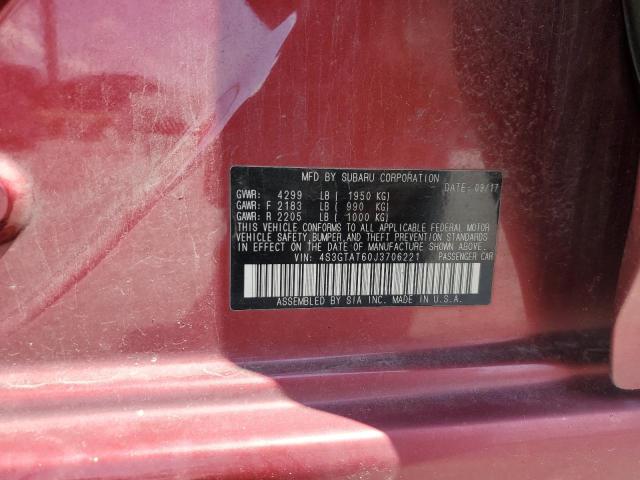 MFD BY SUBARU CORPORATION
DATE: 09/17
GVWR: 4299 LB ( 1950 KG)
GAWR: F 2183 LB ( 990 KG)
GAWR: R 2205 LB ( 1000 KG)
THIS VEHICLE CONFORMS TO ALL APPLICABLE FEDERAL MOTOR
VEHICLE SAFETY, BUMPER, AND THEFT PREVENTION STANDARDS
IN EFFECT ON THE DATE OF MANUFACTURE SHOWN ABOVE.
VIN: 4S3GTAT60J3706221 PASSENGER CAR
ASSEMBLED BY SIA INC. MADE IN U.S.A.